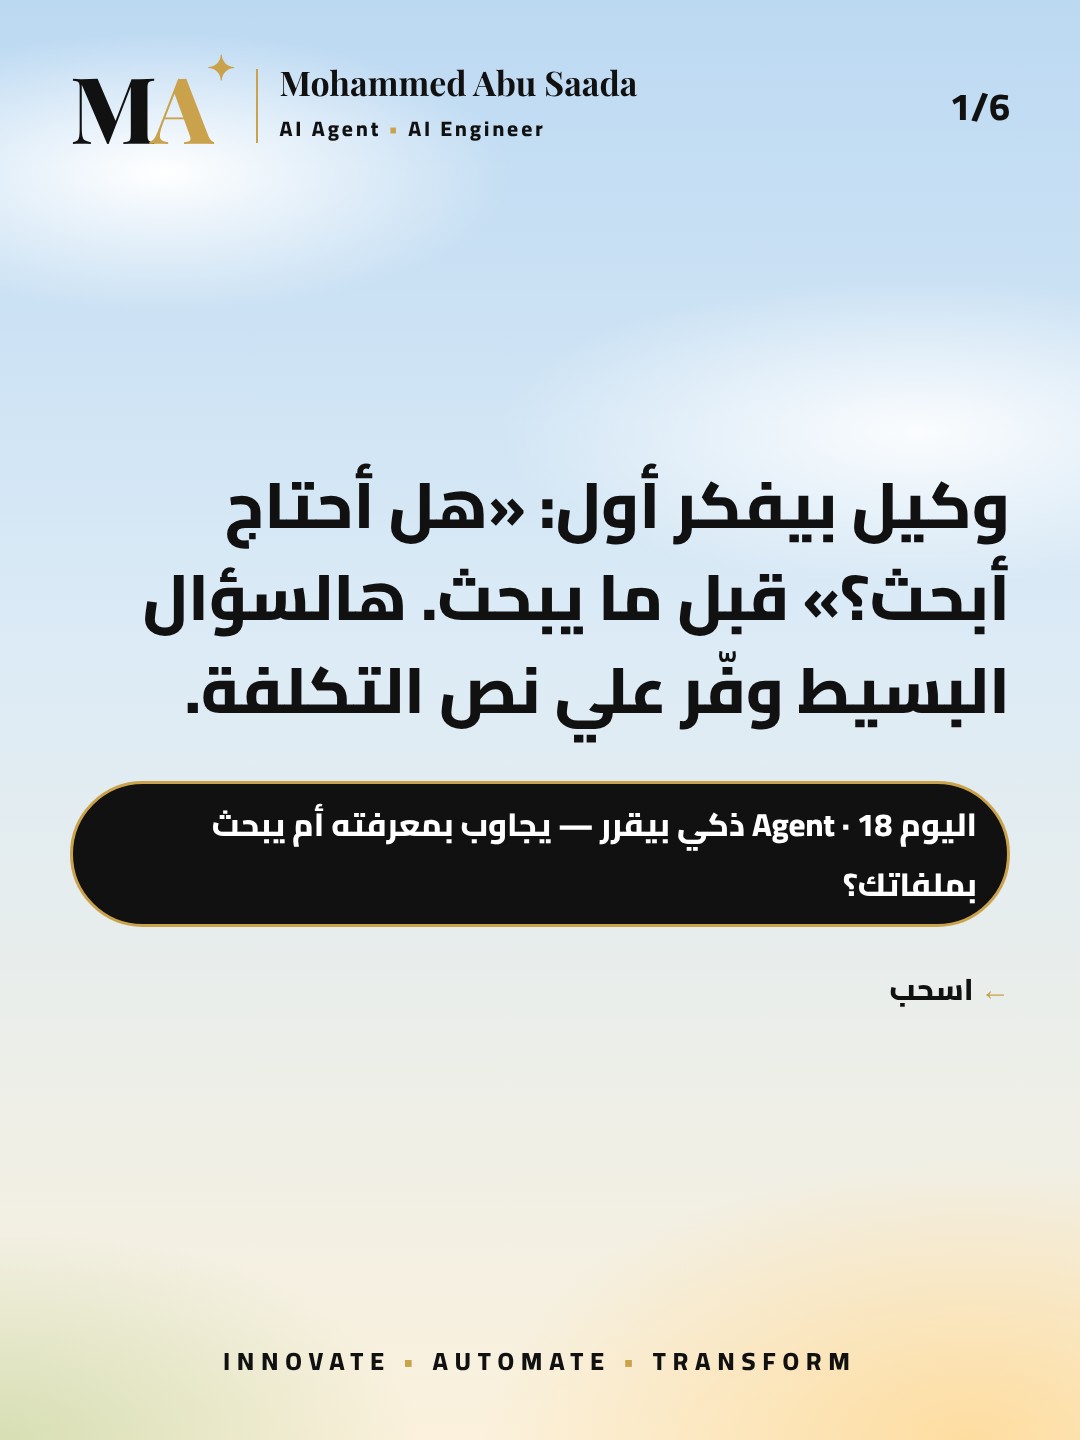 MA
Mohammed Abu Saada
AI Agent ▪ AI Engineer
1/6
وكيل بيفكر أول: «هل أحتاج
أبحث؟» قبل ما يبحث. هالسؤال
البسيط وفّر علي نص التكلفة.
اليوم 18 · Agent ذكي بيقرر — يجاوب بمعرفته أم يبحث
بملفاتك؟
← اسحب
INNOVATE ▪ AUTOMATE ▪ TRANSFORM